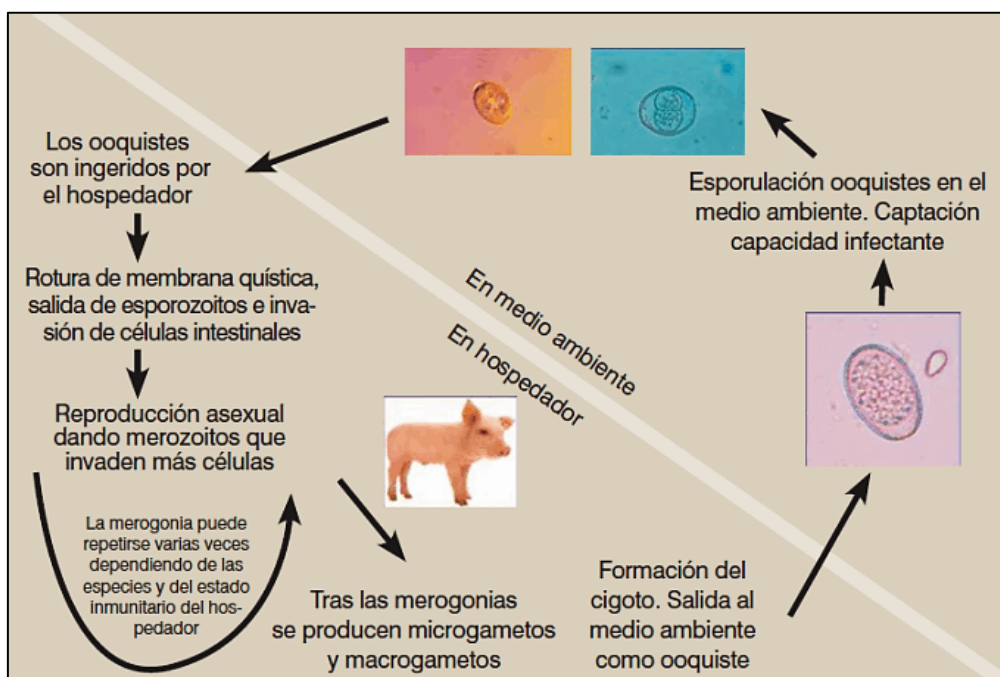 Los ooquistes
son ingeridos por
el hospedador
Rotura de membrana quística,
salida de esporozoitos e inva-
sión de células intestinales
Reproducción asexual
dando merozoitos que
invaden más células
La merogonia puede
repetirse varias veces
dependiendo de las
especies y del estado
inmunitario del hos-
pedador
Tras las merogonias
se producen microgametos
y macrogametos
Formación del
cigoto. Salida al
medio ambiente
como ooquiste
Esporulación ooquistes en el
medio ambiente. Captación
capacidad infectante
En medio ambiente
En hospedador